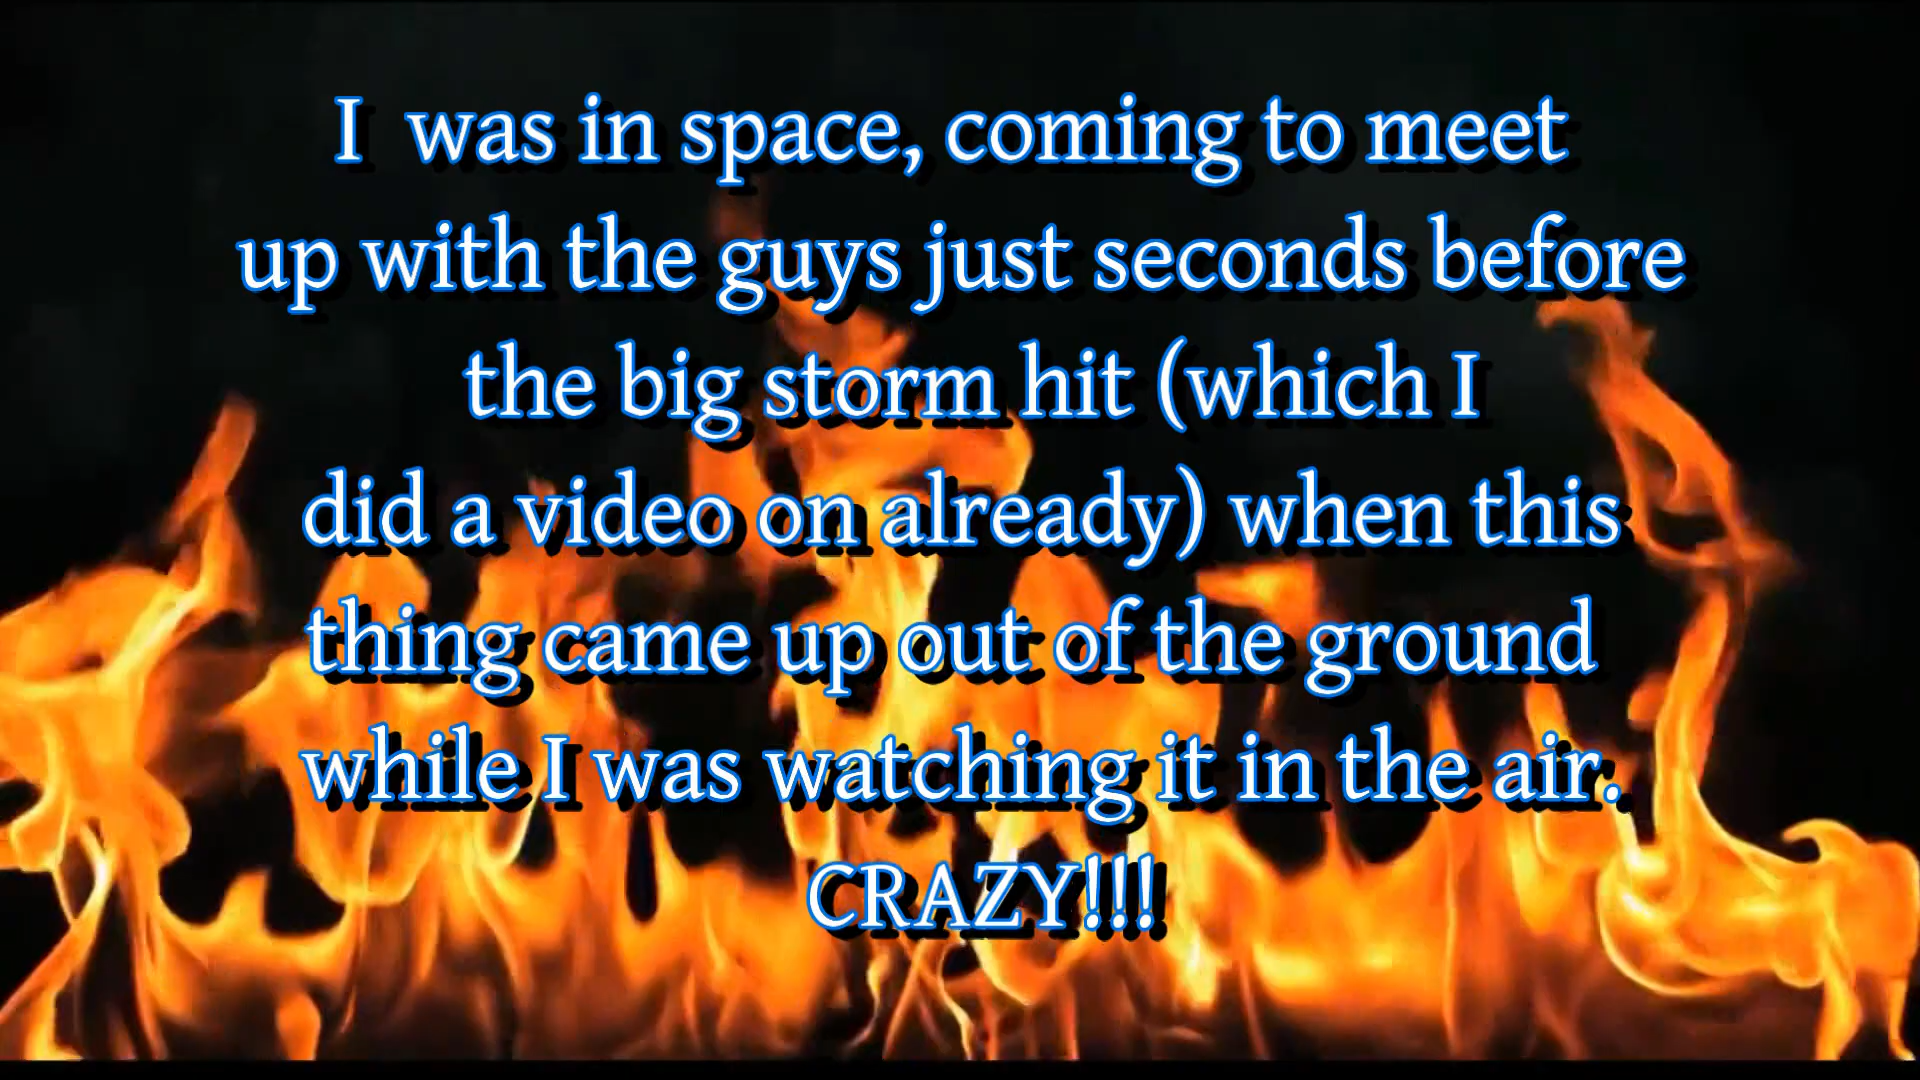 I  was in space, coming to meet
up with the guys just seconds before
the big storm hit (which I
did a video on already) when this
thing came up out of the ground
while I was watching it in the air.
CRAZY!!!